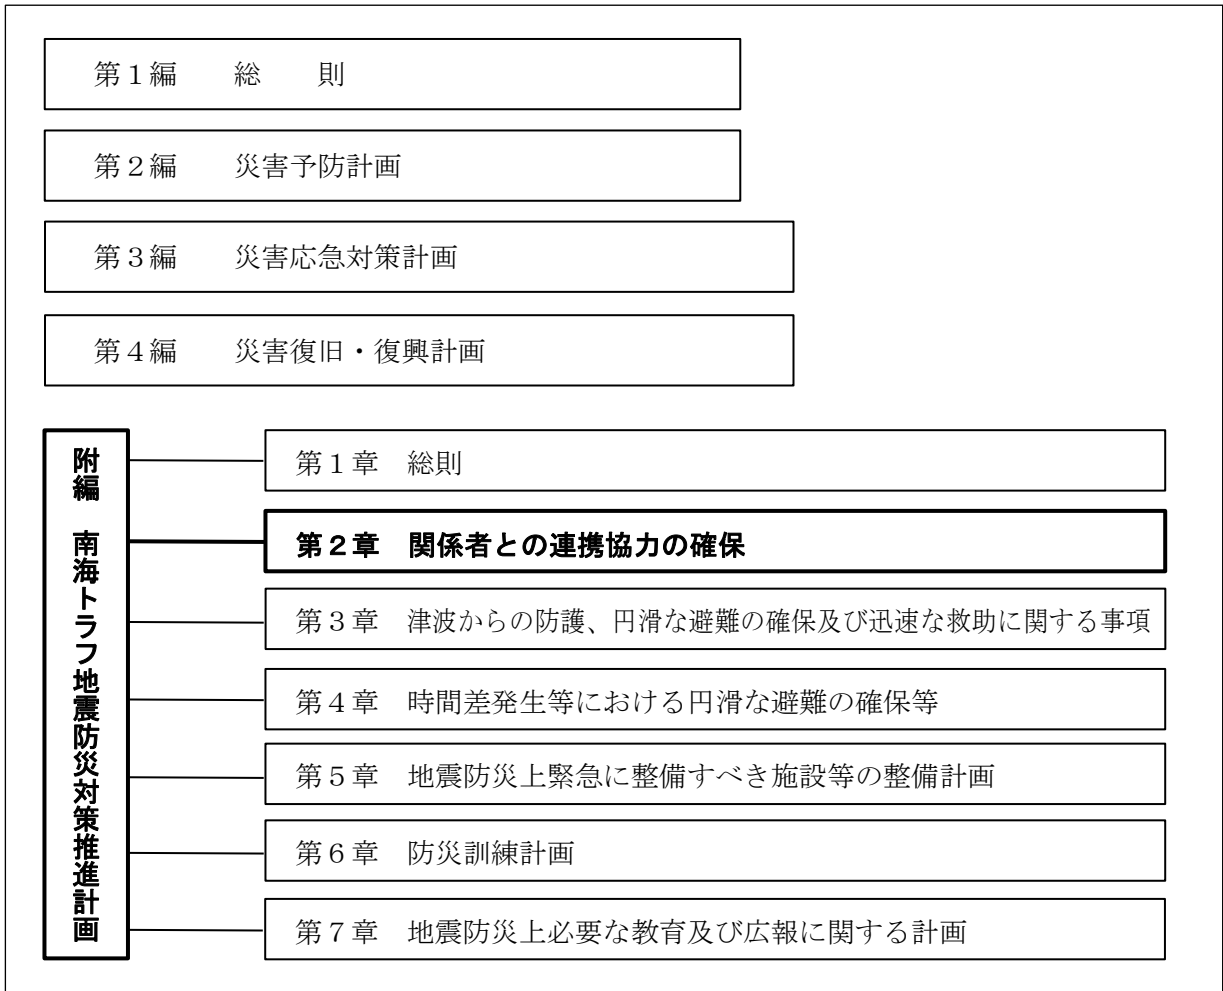 第１編　　総　　則
第２編　　災害予防計画
第３編　　災害応急対策計画
第４編　　災害復旧・復興計画
附編　南海トラフ地震防災対策推進計画
第１章　総則
第２章　関係者との連携協力の確保
第３章　津波からの防護、円滑な避難の確保及び迅速な救助に関する事項
第４章　時間差発生等における円滑な避難の確保等
第５章　地震防災上緊急に整備すべき施設等の整備計画
第６章　防災訓練計画
第７章　地震防災上必要な教育及び広報に関する計画